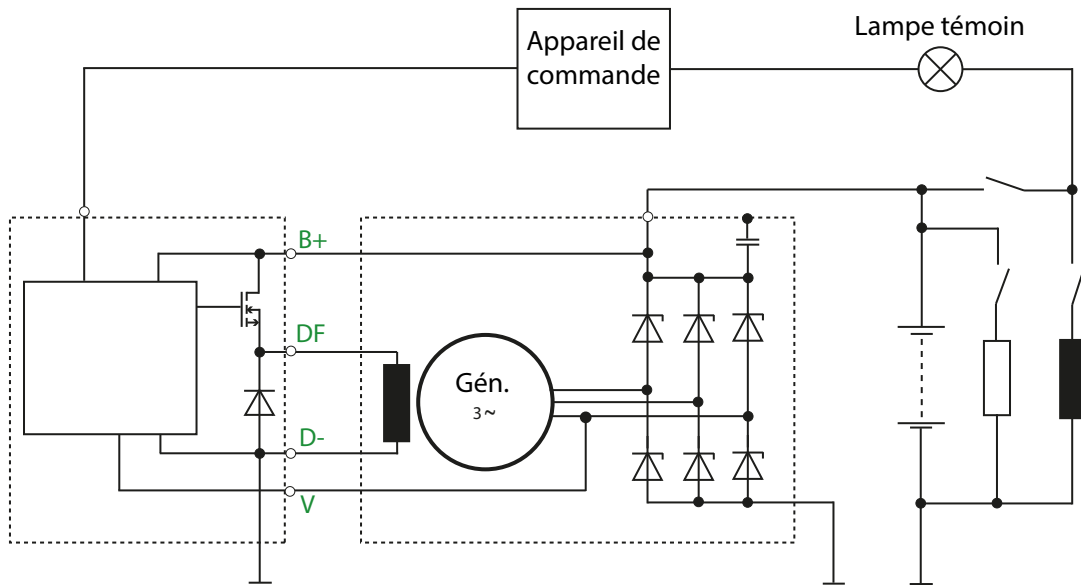 Lampe témoin
Appareil de
commande
B+
DF
Gén.
3~
D-
V